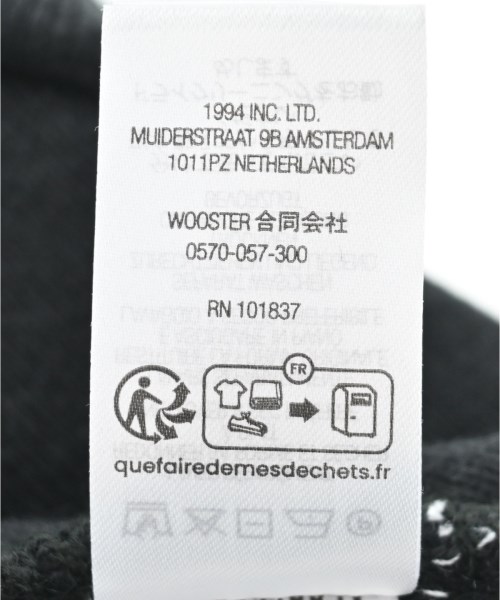 1994 INC. LTD.
MUIDERSTRAAT 9B AMSTERDAM
1011PZ NETHERLANDS
WOOSTER 合同会社
0570-057-300
RN 101837
FR
quefairedemesdechets.fr